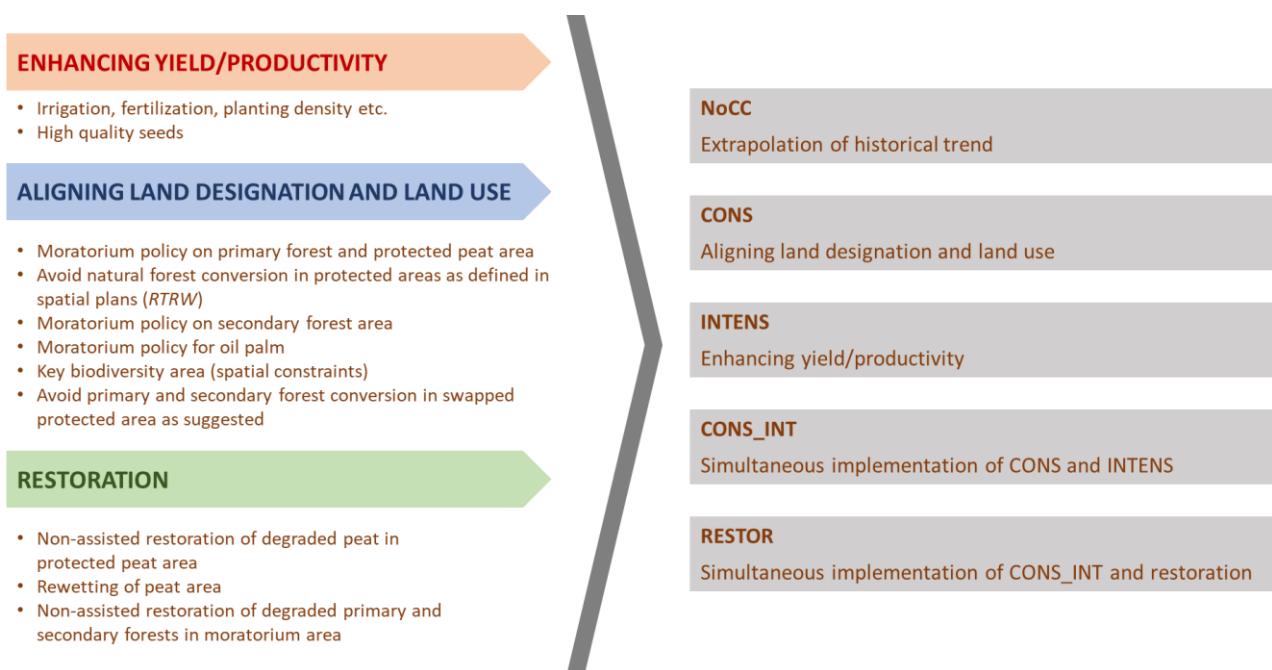 ENHANCING YIELD/PRODUCTIVITY
• Irrigation, fertilization, planting density etc.
• High quality seeds
ALIGNING LAND DESIGNATION AND LAND USE
• Moratorium policy on primary forest and protected peat area
• Avoid natural forest conversion in protected areas as defined in
spatial plans (RTRW)
• Moratorium policy on secondary forest area
• Moratorium policy for oil palm
• Key biodiversity area (spatial constraints)
• Avoid primary and secondary forest conversion in swapped
protected area as suggested
RESTORATION
• Non-assisted restoration of degraded peat in
protected peat area
• Rewetting of peat area
• Non-assisted restoration of degraded primary and
secondary forests in moratorium area
NoCC
Extrapolation of historical trend
CONS
Aligning land designation and land use
INTENS
Enhancing yield/productivity
CONS_INT
Simultaneous implementation of CONS and INTENS
RESTOR
Simultaneous implementation of CONS_INT and restoration